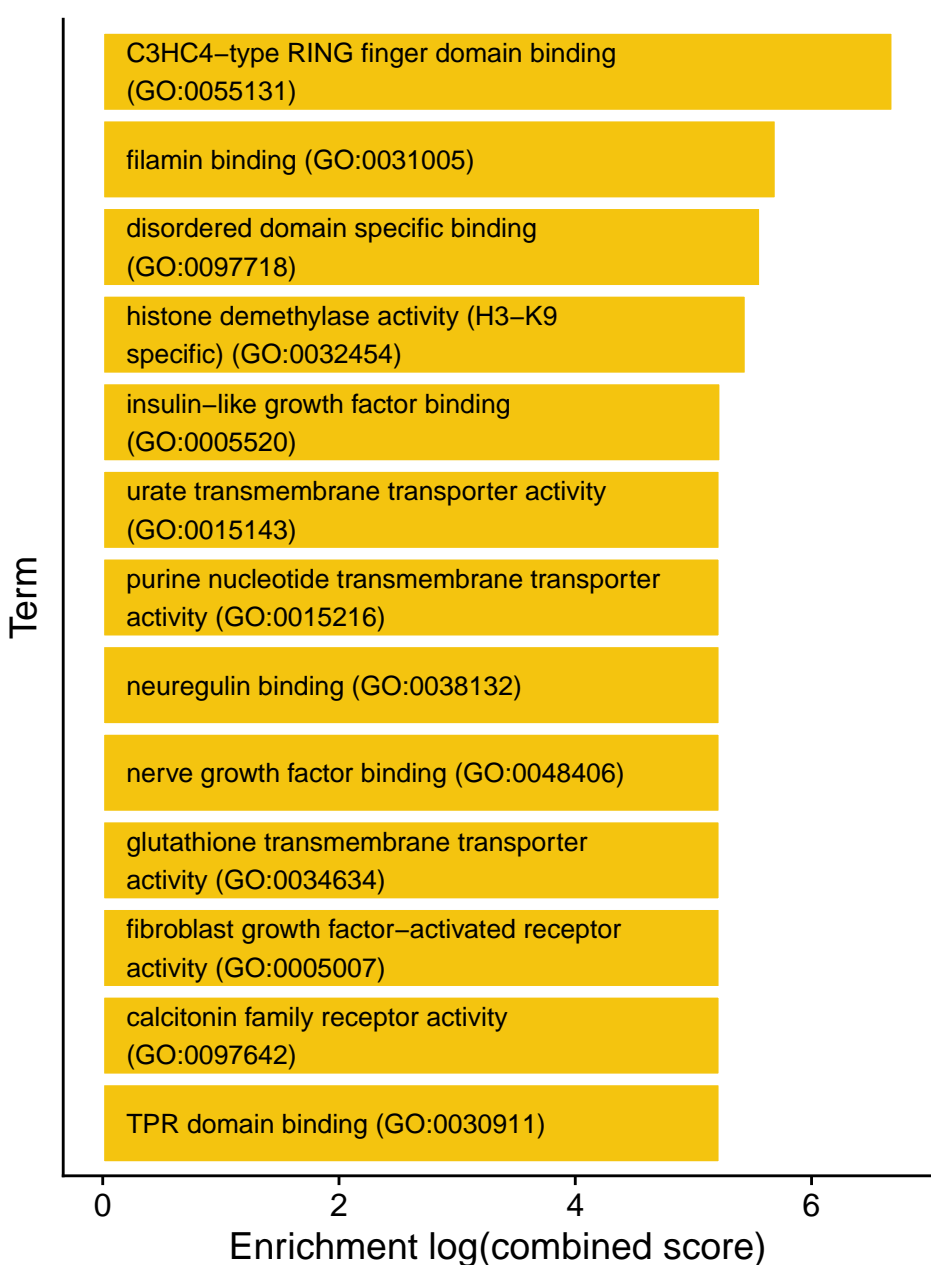 C3HC4−type RING finger domain binding
(GO:0055131)
filamin binding (GO:0031005)
disordered domain specific binding
(GO:0097718)
histone demethylase activity (H3−K9
specific) (GO:0032454)
insulin−like growth factor binding
(GO:0005520)
urate transmembrane transporter activity
(GO:0015143)
purine nucleotide transmembrane transporter
activity (GO:0015216)
neuregulin binding (GO:0038132)
nerve growth factor binding (GO:0048406)
glutathione transmembrane transporter
activity (GO:0034634)
fibroblast growth factor−activated receptor
activity (GO:0005007)
calcitonin family receptor activity
(GO:0097642)
TPR domain binding (GO:0030911)
Term
0 2 4 6
Enrichment log(combined score)